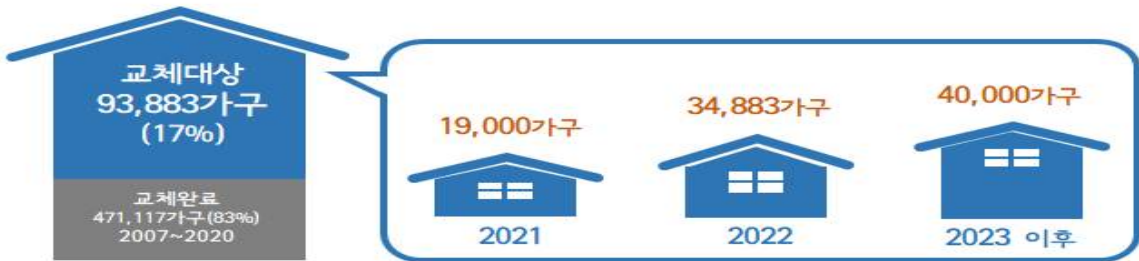 교체대상
93,883가구
(17%)
교체완료
471,117가구(83%)
2007~2020
19,000가구
34,883가구
40,000가구
2021
2022
2023 이후